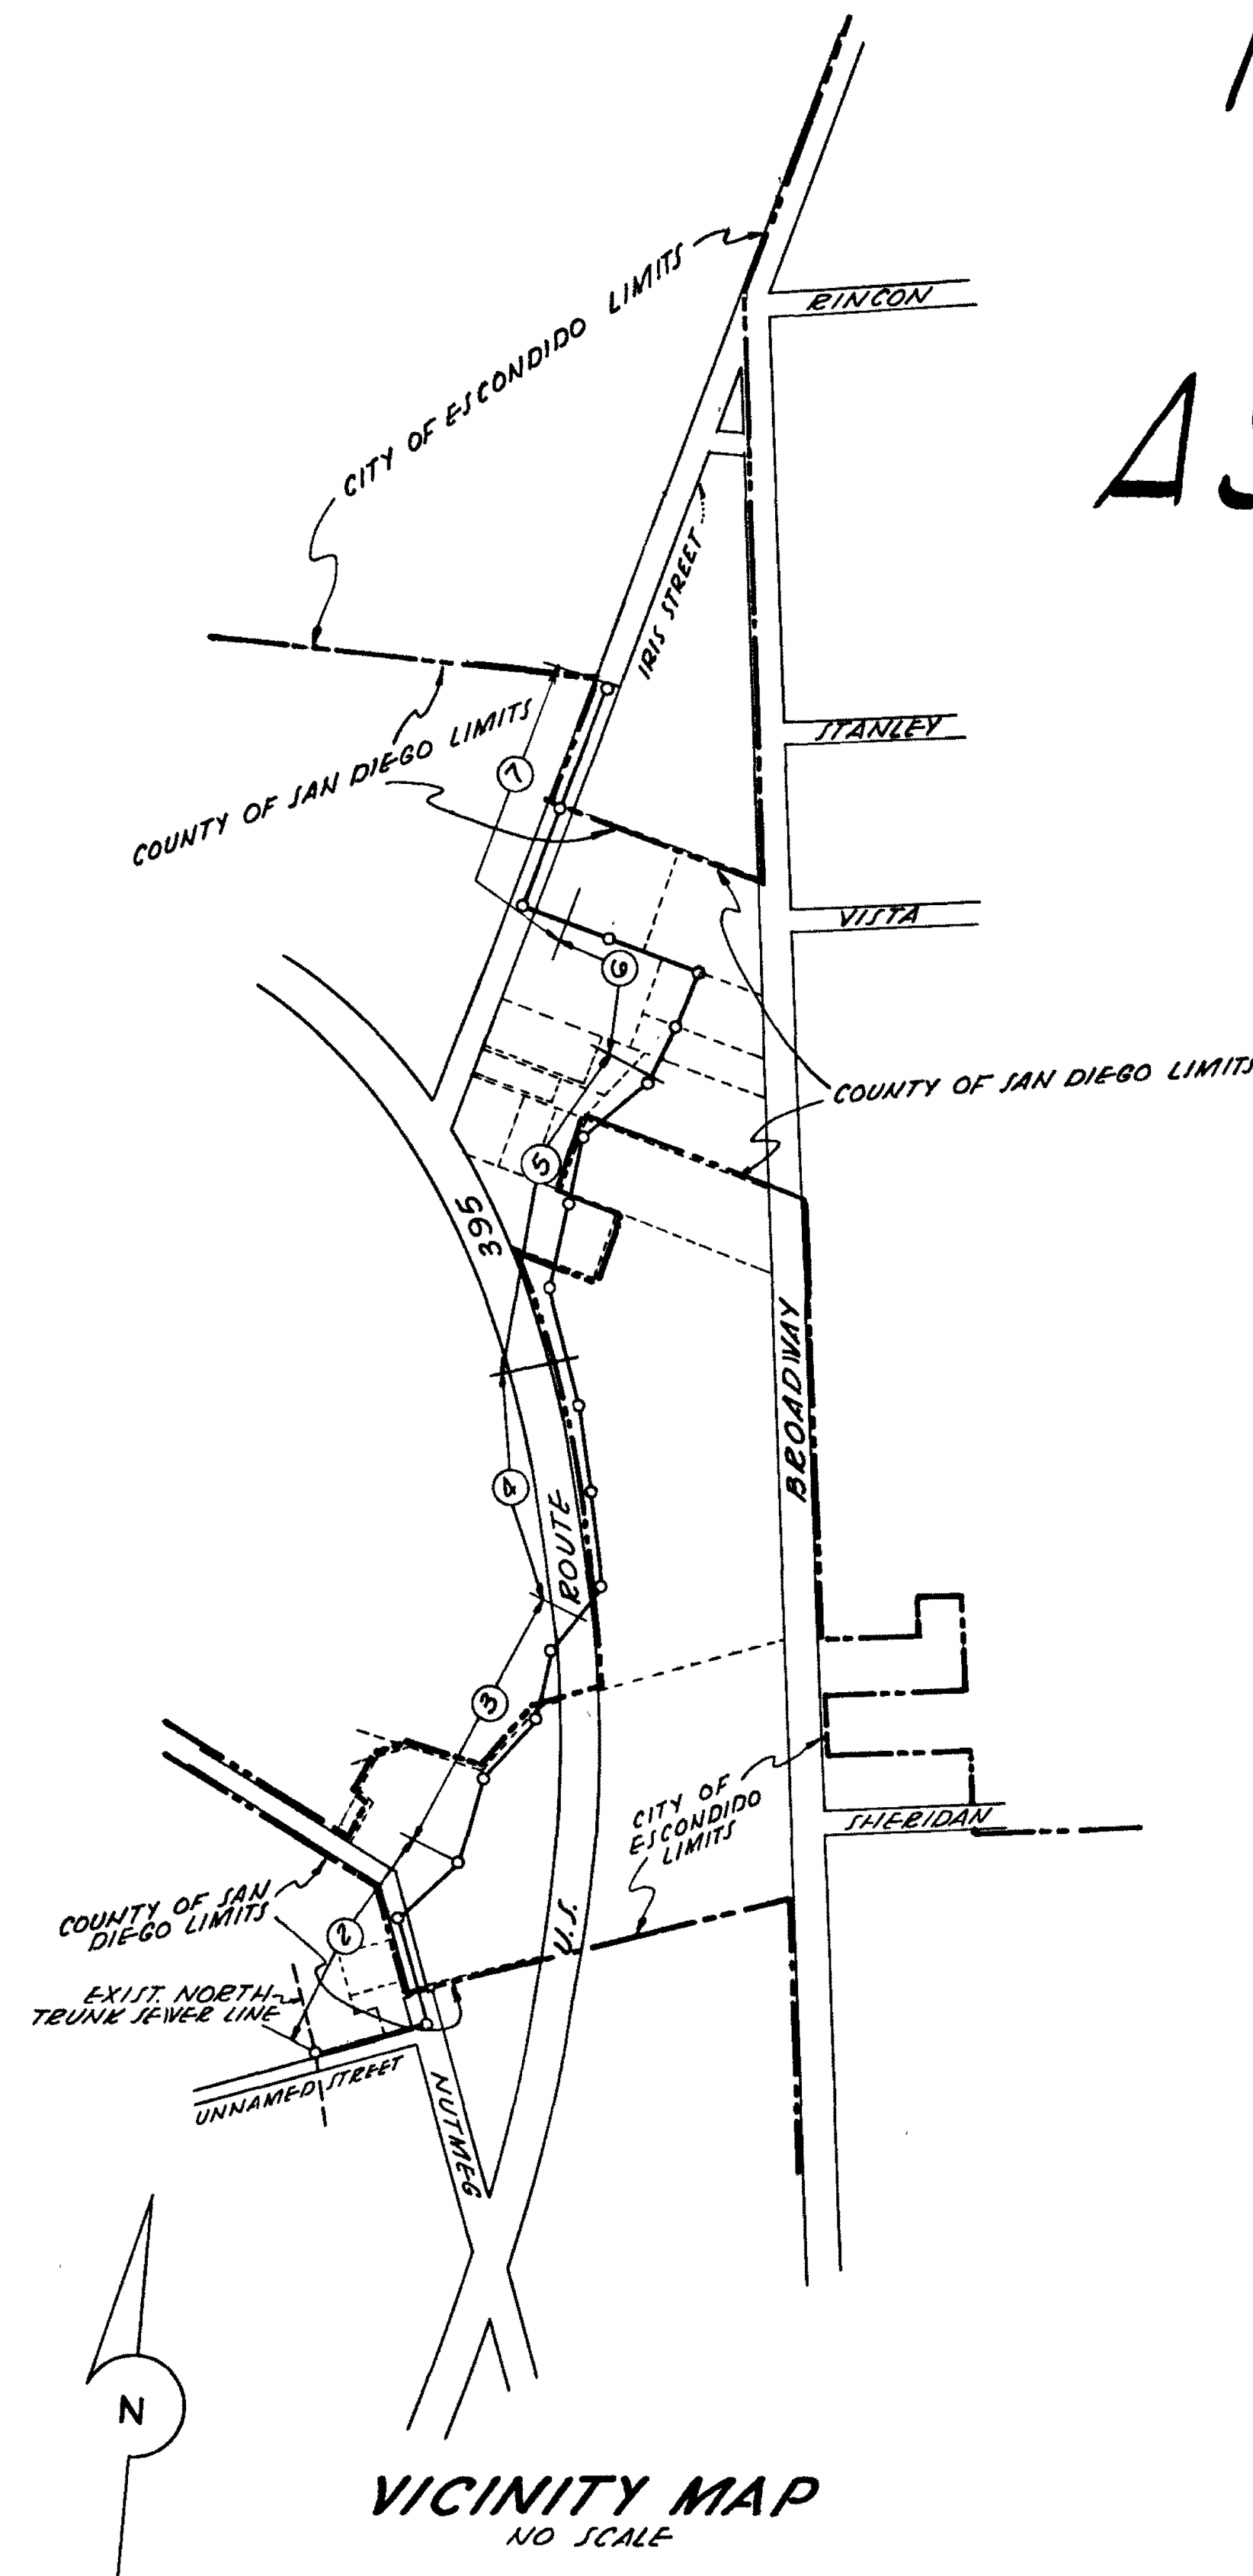 CITY OF ESCONDIDO LIMITS
RINCON
AS
IRIS STREET
STANLEY
COUNTY OF SAN DIEGO LIMITS
7
VISTA
6
COUNTY OF SAN DIEGO LIMITS
5
395
BROADWAY
4
ROUTE
3
CITY OF
ESCONDIDO
LIMITS
SHERIDAN
COUNTY OF SAN
DIEGO LIMITS
2
U.S.
EXIST. NORTH
TRUNK SEWER LINE
UNNAMED STREET
NUTMEG
N
VICINITY MAP
NO SCALE